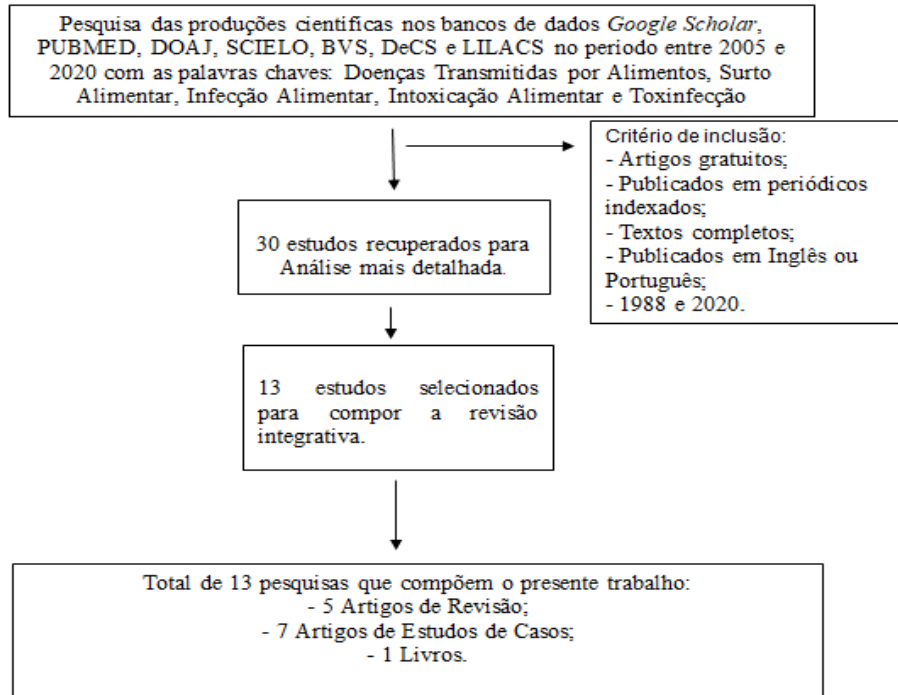 Pesquisa das produções científicas nos bancos de dados Google Scholar,
PUBMED, DOAJ, SCIELO, BVS, DeCS e LILACS no periodo entre 2005 e
2020 com as palavras chaves: Doenças Transmitidas por Alimentos, Surto
Alimentar, Infecção Alimentar, Intoxicação Alimentar e Toxinfecção
Critério de inclusão:
- Artigos gratuitos;
- Publicados em periódicos
indexados;
- Textos completos;
- Publicados em Inglês ou
Português;
- 1988 e 2020.
30 estudos recuperados para
Análise mais detalhada.
13 estudos selecionados
para compor a revisão
integrativa.
Total de 13 pesquisas que compõem o presente trabalho:
- 5 Artigos de Revisão;
- 7 Artigos de Estudos de Casos;
- 1 Livros.